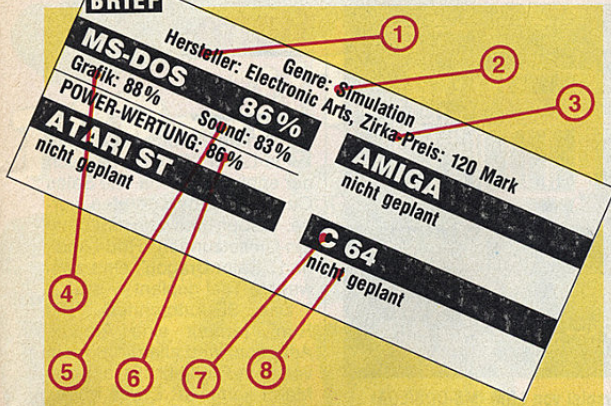 BRIEF
Genre: Simulation
Hersteller: Electronic Arts, Zirka-Preis: 120 Mark
MS-DOS 86%
Grafik: 88% Sound: 83%
POWER-WERTUNG: 86%
ATARI ST
nicht geplant
AMIGA
nicht geplant
C 64
nicht geplant
1
2
3
4
5
6
7
8